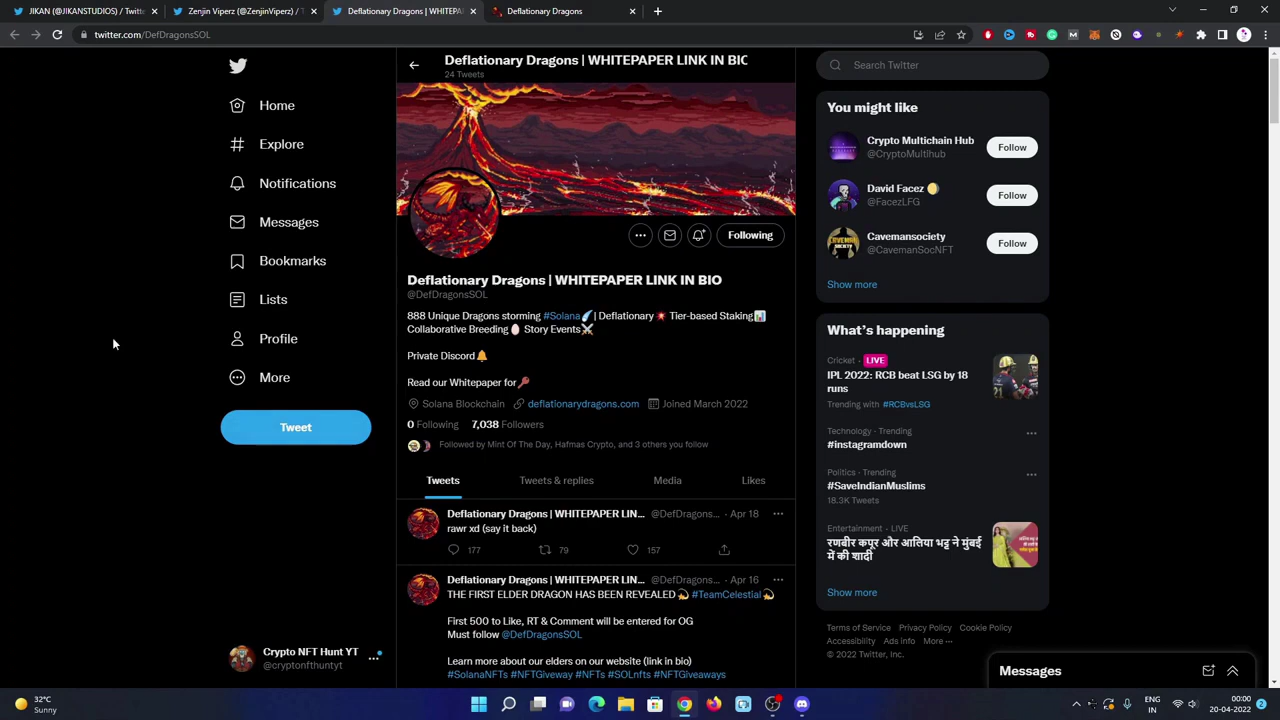 JIKAN (@JIKANSTUDIOS) / Twitt
Zenjin Viperz (@ZenjinViperz) / T
Deflationary Dragons | WHITEPA
Deflationary Dragons
twitter.com/DefDragonsSOL
Home
Explore
Notifications
Messages
Bookmarks
Lists
Profile
More
Tweet
Crypto NFT Hunt YT
@cryptonfthuntyt
Deflationary Dragons | WHITEPAPER LINK IN BIO
24 Tweets
Following
Deflationary Dragons | WHITEPAPER LINK IN BIO
@DefDragonsSOL
888 Unique Dragons storming #Solana | Deflationary Tier-based Staking
Collaborative Breeding Story Events
Private Discord
Read our Whitepaper for
Solana Blockchain deflationarydragons.com Joined March 2022
0 Following 7,038 Followers
Followed by Mint Of The Day, Hafmas Crypto, and 3 others you follow
Tweets Tweets & replies Media Likes
Deflationary Dragons | WHITEPAPER LIN... @DefDragons... · Apr 18
rawr xd (say it back)
177 79 157
Deflationary Dragons | WHITEPAPER LIN... @DefDragons... · Apr 16
THE FIRST ELDER DRAGON HAS BEEN REVEALED #TeamCelestial
First 500 to Like, RT & Comment will be entered for OG
Must follow @DefDragonsSOL
Learn more about our elders on our website (link in bio)
#SolanaNFTs #NFTGiveway #NFTs #SOLnfts #NFTGiveaways
Search Twitter
You might like
Crypto Multichain Hub
@CryptoMultihub
Follow
David Facez
@FacezLFG
Follow
Cavemansociety
@CavemanSocNFT
Follow
Show more
What's happening
Cricket · LIVE
IPL 2022: RCB beat LSG by 18
runs
Trending with #RCBvsLSG
Technology · Trending
#instagramdown
Politics · Trending
#SaveIndianMuslims
18.3K Tweets
Entertainment · LIVE
रणबीर कपूर और आलिया भट्ट ने मुंबई
में की शादी
Show more
Terms of Service Privacy Policy Cookie Policy
Accessibility Ads info More ···
© 2022 Twitter, Inc.
Messages
32°C
Sunny
ENG
IN
00:00
20-04-2022
2